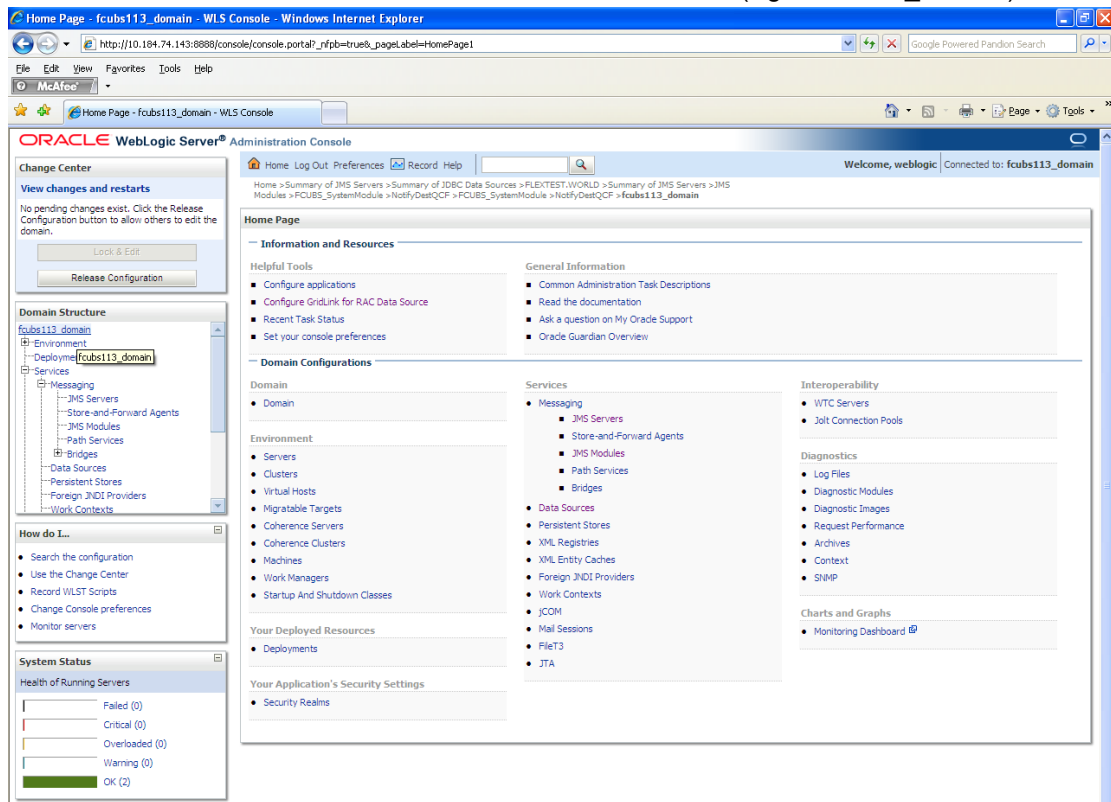 Home Page - fcubs113_domain - WLS Console - Windows Internet Explorer
http://10.184.74.143:8888/console/console.portal?_nfpb=true&_pageLabel=HomePage1
Google Powered Pandion Search
File Edit View Favorites Tools Help
McAfee
Home Page - fcubs113_domain - WLS Console
Page Tools
ORACLE WebLogic Server® Administration Console
Change Center
View changes and restarts
No pending changes exist. Click the Release
Configuration button to allow others to edit the
domain.
Lock & Edit
Release Configuration
Domain Structure
fcubs113_domain
Environment
Deployme
fcubs113_domain
Services
Messaging
JMS Servers
Store-and-Forward Agents
JMS Modules
Path Services
Bridges
Data Sources
Persistent Stores
Foreign JNDI Providers
Work Contexts
How do I...
Search the configuration
Use the Change Center
Record WLST Scripts
Change Console preferences
Monitor servers
System Status
Health of Running Servers
Failed (0)
Critical (0)
Overloaded (0)
Warning (0)
OK (2)
Home Log Out Preferences Record Help
Welcome, weblogic Connected to: fcubs113_domain
Home >Summary of JMS Servers >Summary of JDBC Data Sources >FLEXTEST.WORLD >Summary of JMS Servers >JMS
Modules >FCUBS_SystemModule >NotifyDestQCF >FCUBS_SystemModule >NotifyDestQCF >fcubs113_domain
Home Page
Information and Resources
Helpful Tools
Configure applications
Configure GridLink for RAC Data Source
Recent Task Status
Set your console preferences
General Information
Common Administration Task Descriptions
Read the documentation
Ask a question on My Oracle Support
Oracle Guardian Overview
Domain Configurations
Domain
Domain
Environment
Servers
Clusters
Virtual Hosts
Migratable Targets
Coherence Servers
Coherence Clusters
Machines
Work Managers
Startup And Shutdown Classes
Your Deployed Resources
Deployments
Your Application's Security Settings
Security Realms
Services
Messaging
JMS Servers
Store-and-Forward Agents
JMS Modules
Path Services
Bridges
Data Sources
Persistent Stores
XML Registries
XML Entity Caches
Foreign JNDI Providers
Work Contexts
jCOM
Mail Sessions
FileT3
JTA
Interoperability
WTC Servers
Jolt Connection Pools
Diagnostics
Log Files
Diagnostic Modules
Diagnostic Images
Request Performance
Archives
Context
SNMP
Charts and Graphs
Monitoring Dashboard